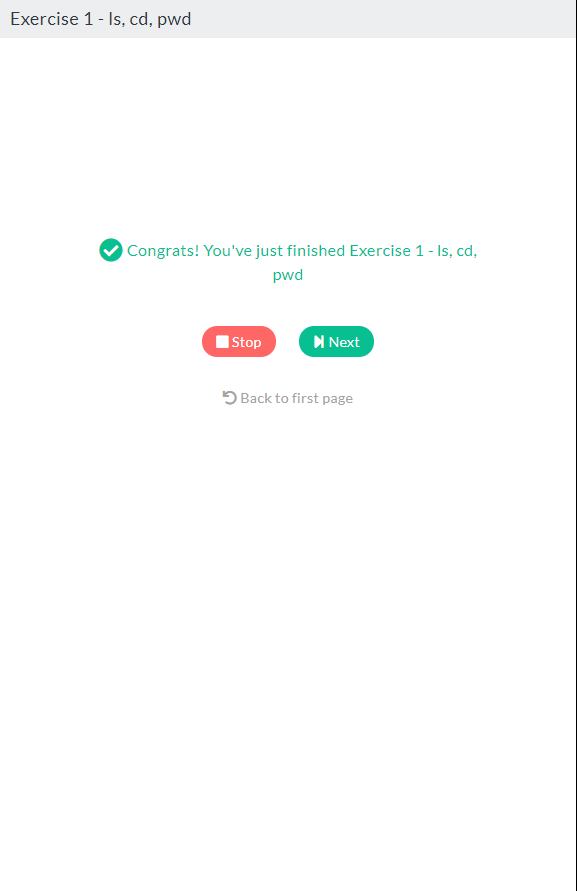 Exercise 1 - ls, cd, pwd
Congrats! You've just finished Exercise 1 - ls, cd,
pwd
Stop
Next
Back to first page